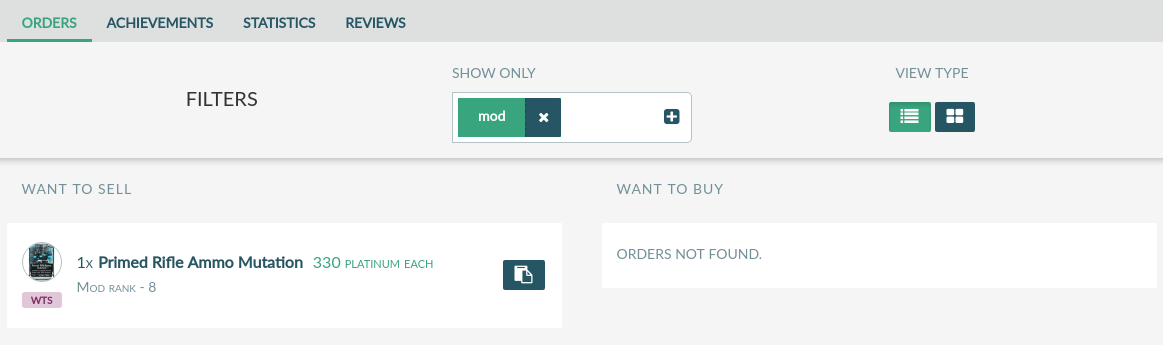 ORDERS ACHIEVEMENTS STATISTICS REVIEWS
SHOW ONLY
VIEW TYPE
FILTERS
mod
WANT TO SELL
1x Primed Rifle Ammo Mutation 330 PLATINUM EACH
Mod rank - 8
WTS
WANT TO BUY
ORDERS NOT FOUND.